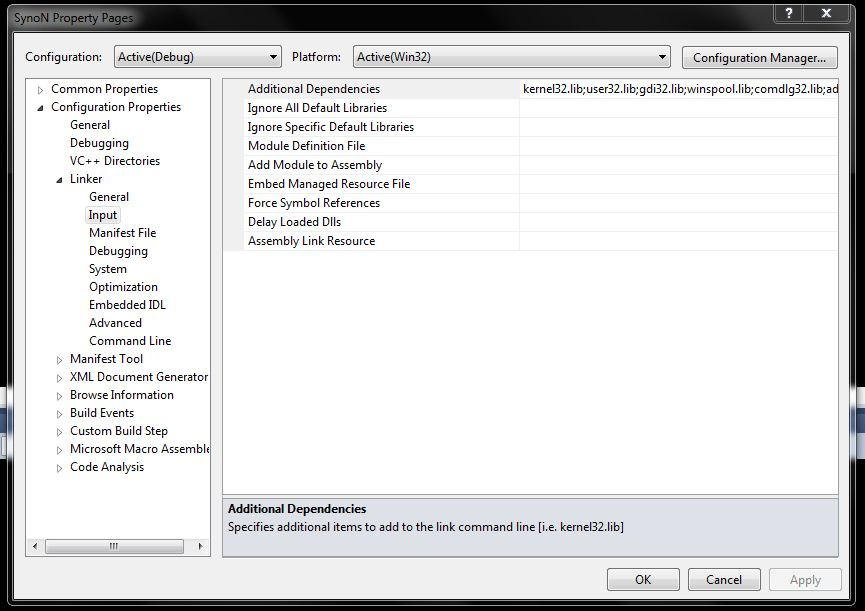 SynoN Property Pages
Configuration: Active(Debug) Platform: Active(Win32) Configuration Manager...
Common Properties
Configuration Properties
General
Debugging
VC++ Directories
Linker
General
Input
Manifest File
Debugging
System
Optimization
Embedded IDL
Advanced
Command Line
Manifest Tool
XML Document Generator
Browse Information
Build Events
Custom Build Step
Microsoft Macro Assemble
Code Analysis
Additional Dependencies kernel32.lib;user32.lib;gdi32.lib;winspool.lib;comdlg32.lib;ad
Ignore All Default Libraries
Ignore Specific Default Libraries
Module Definition File
Add Module to Assembly
Embed Managed Resource File
Force Symbol References
Delay Loaded Dlls
Assembly Link Resource
Additional Dependencies
Specifies additional items to add to the link command line [i.e. kernel32.lib]
OK Cancel Apply